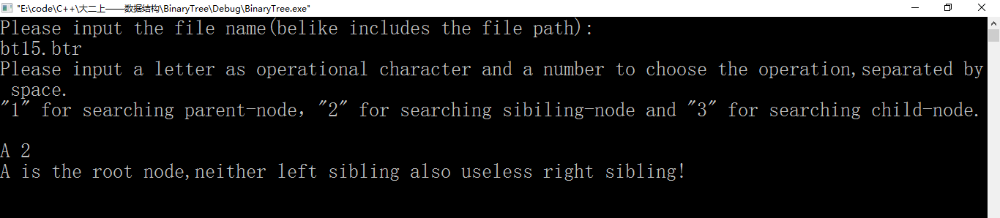 "E:\code\C++\大二上——数据结构\BinaryTree\Debug\BinaryTree.exe"
Please input the file name(belike includes the file path):
bt15.btr
Please input a letter as operational character and a number to choose the operation,separated by
 space.
"1" for searching parent-node, "2" for searching sibiling-node and "3" for searching child-node.
A 2
A is the root node,neither left sibling also useless right sibling!